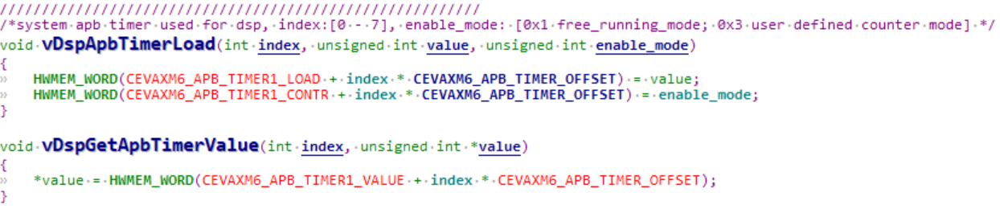 /////////////////////////////////////////////////////////
/*system apb timer used for dsp, index:[0 - 7], enable_mode: [0x1 free_running_mode; 0x3 user defined counter mode] */
void vDspApbTimerLoad(int index, unsigned int value, unsigned int enable_mode)
{
» HWMEM_WORD(CEVAXM6_APB_TIMER1_LOAD + index * CEVAXM6_APB_TIMER_OFFSET) = value;
» HWMEM_WORD(CEVAXM6_APB_TIMER1_CONTR + index * CEVAXM6_APB_TIMER_OFFSET) = enable_mode;
}
void vDspGetApbTimerValue(int index, unsigned int *value)
{
» *value = HWMEM_WORD(CEVAXM6_APB_TIMER1_VALUE + index * CEVAXM6_APB_TIMER_OFFSET);
}